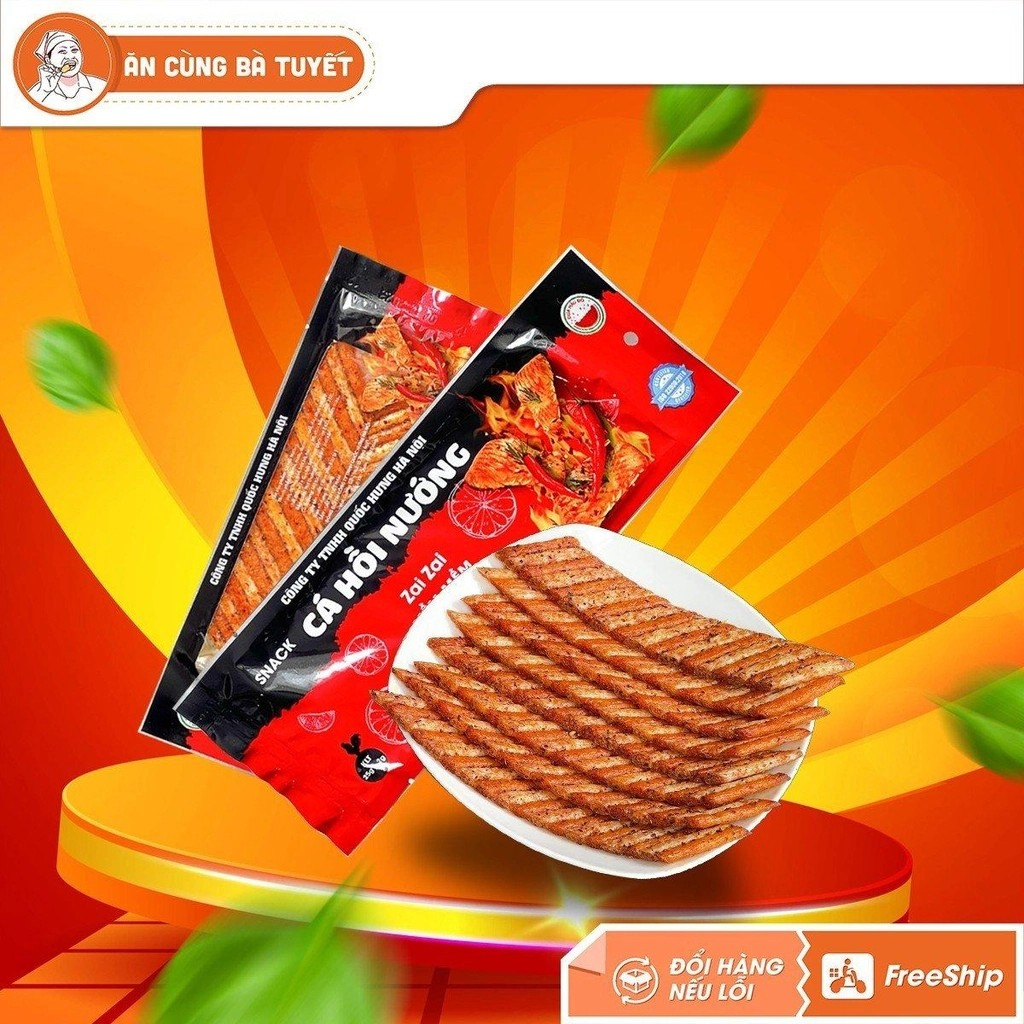 ĂN CÙNG BÀ TUYẾT
CÔNG TY TNHH QUỐC HƯNG HÀ NỘI
CÔNG TY TNHH QUỐC HƯNG HÀ NỘI
SNACK CÁ HỒI NƯỚNG
Zai Zai
MỀM
ĐỔI HÀNG
NẾU LỖI
FreeShip